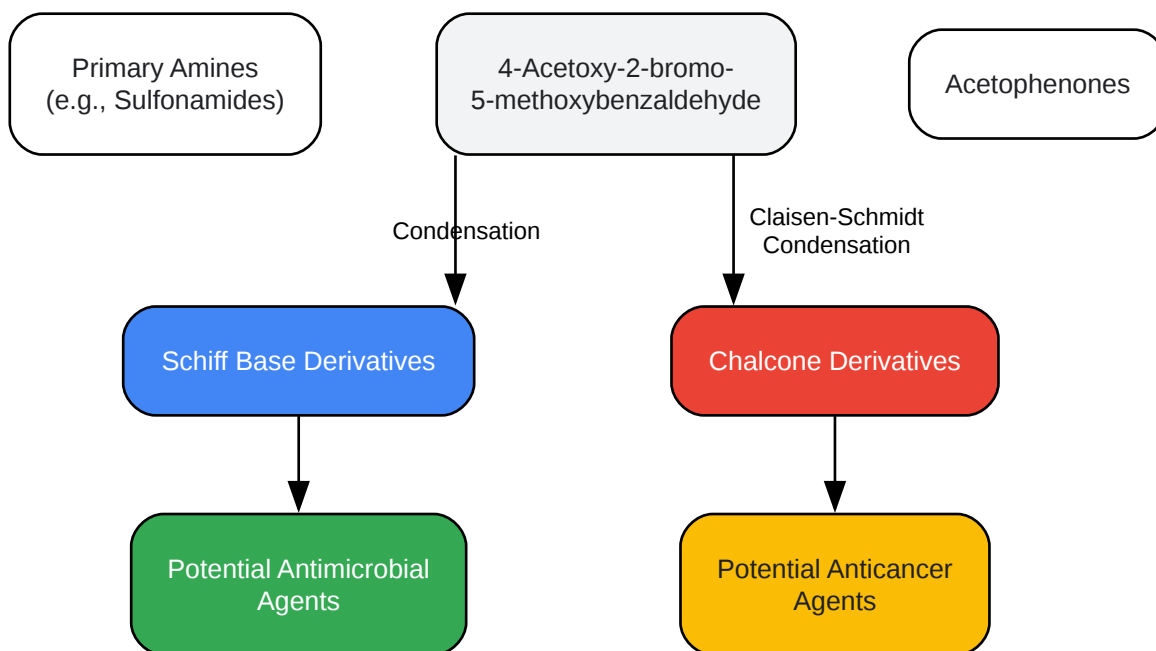 Primary Amines
(e.g., Sulfonamides)
4-Acetoxy-2-bromo-
5-methoxybenzaldehyde
Acetophenones
Condensation
Claisen-Schmidt
Condensation
Schiff Base Derivatives
Chalcone Derivatives
Potential Antimicrobial
Agents
Potential Anticancer
Agents